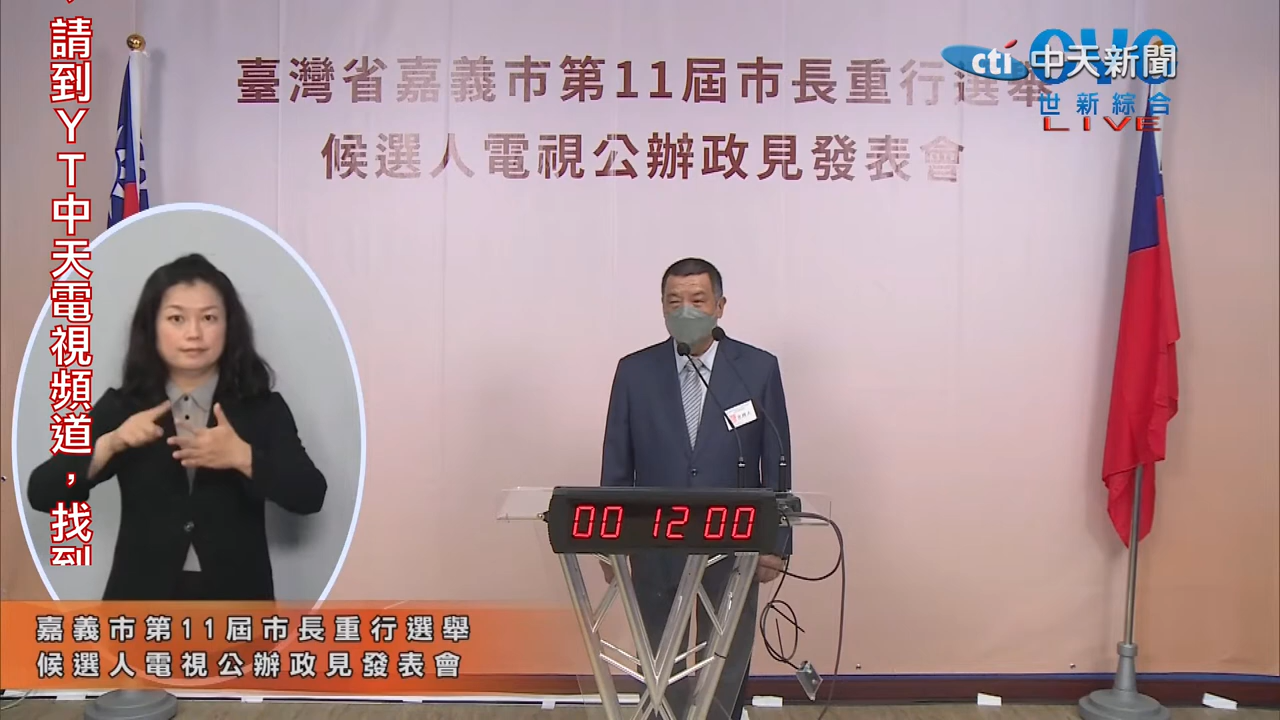 ，請到ＹＴ中天電視頻道，找到
臺灣省嘉義市第11屆市長重行選舉
候選人電視公辦政見發表會
cti 中天新聞
世新綜合
LIVE
00 12 00
嘉義市第11屆市長重行選舉
候選人電視公辦政見發表會